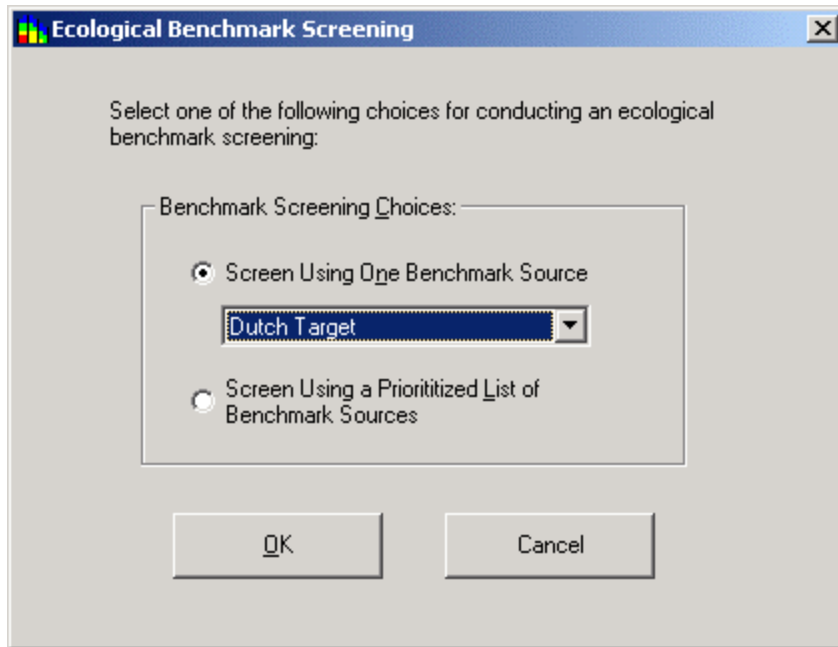 Ecological Benchmark Screening
Select one of the following choices for conducting an ecological
benchmark screening:
Benchmark Screening Choices:
Screen Using One Benchmark Source
Dutch Target
Screen Using a Priorititized List of
Benchmark Sources
OK
Cancel